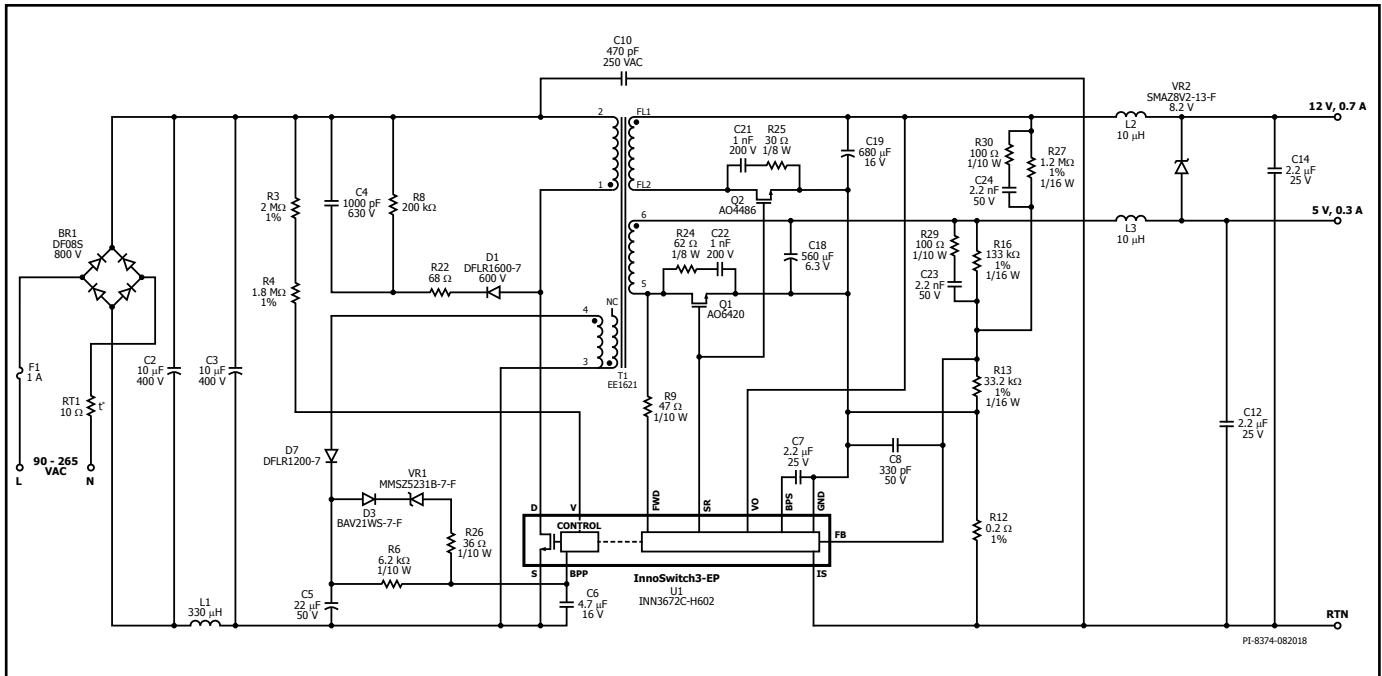 C10
470 pF
250 VAC
VR2
SMAZ8V2-13-F
8.2 V
12 V, 0.7 A
2
FL1
L2
10 µH
C21
1 nF
200 V
R25
30 Ω
1/8 W
C19
680 µF
16 V
R30
100 Ω
1/10 W
R27
1.2 MΩ
1%
1/16 W
C14
2.2 µF
25 V
C24
2.2 nF
50 V
R3
2 MΩ
1%
C4
1000 pF
630 V
R8
200 kΩ
1
FL2
Q2
AO4486
6
5 V, 0.3 A
L3
10 µH
BR1
DF08S
800 V
R24
62 Ω
1/8 W
C22
1 nF
200 V
C18
560 µF
6.3 V
R29
100 Ω
1/10 W
R16
133 kΩ
1%
1/16 W
C23
2.2 nF
50 V
R4
1.8 MΩ
1%
R22
68 Ω
D1
DFLR1600-7
600 V
5
Q1
AO6420
NC
4
3
T1
EE1621
F1
1 A
RT1
10 Ω
t°
C2
10 µF
400 V
C3
10 µF
400 V
R9
47 Ω
1/10 W
R13
33.2 kΩ
1%
1/16 W
C12
2.2 µF
25 V
90 - 265
VAC
L
N
D7
DFLR1200-7
VR1
MMSZ5231B-7-F
D3
BAV21WS-7-F
C7
2.2 µF
25 V
C8
330 pF
50 V
D
V
FWD
SR
VO
BPS
GND
CONTROL
FB
R26
36 Ω
1/10 W
R6
6.2 kΩ
1/10 W
R12
0.2 Ω
1%
S
BPP
IS
InnoSwitch3-EP
U1
INN3672C-H602
C5
22 µF
50 V
C6
4.7 µF
16 V
L1
330 µH
RTN
PI-8374-082018